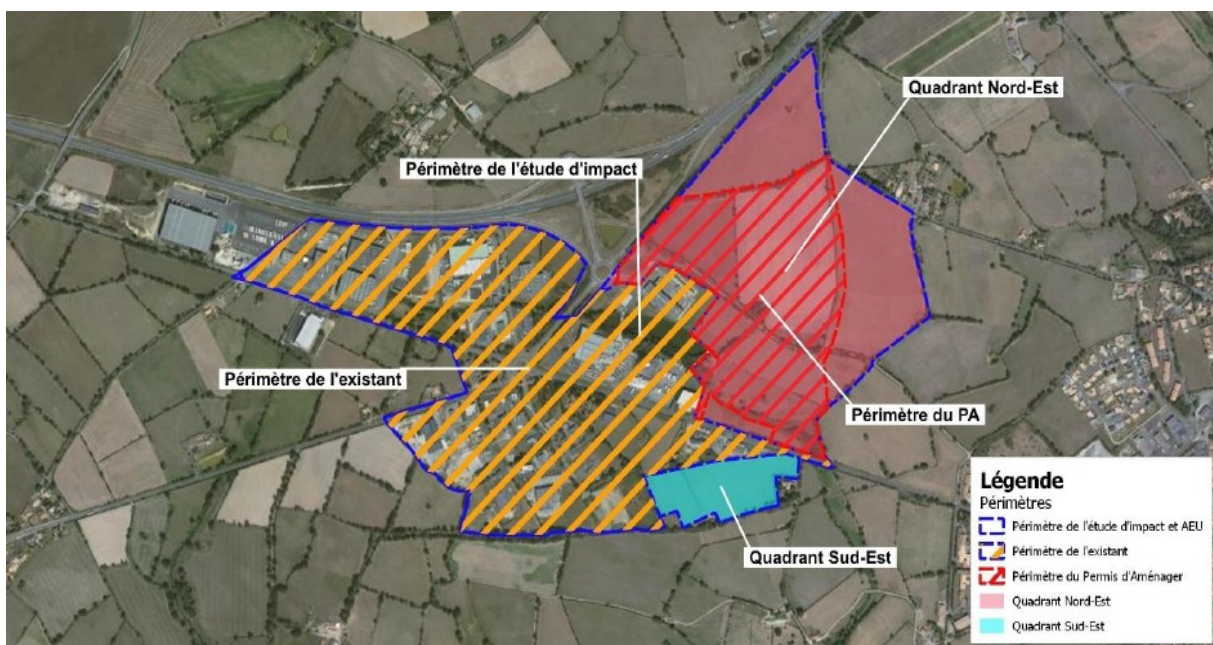 Quadrant Nord-Est
Périmètre de l'étude d'impact
Périmètre de l'existant
Périmètre du PA
Quadrant Sud-Est
Légende
Périmètres
Périmètre de l'étude d'impact et AEU
Périmètre de l'existant
Périmètre du Permis d'Aménager
Quadrant Nord-Est
Quadrant Sud-Est